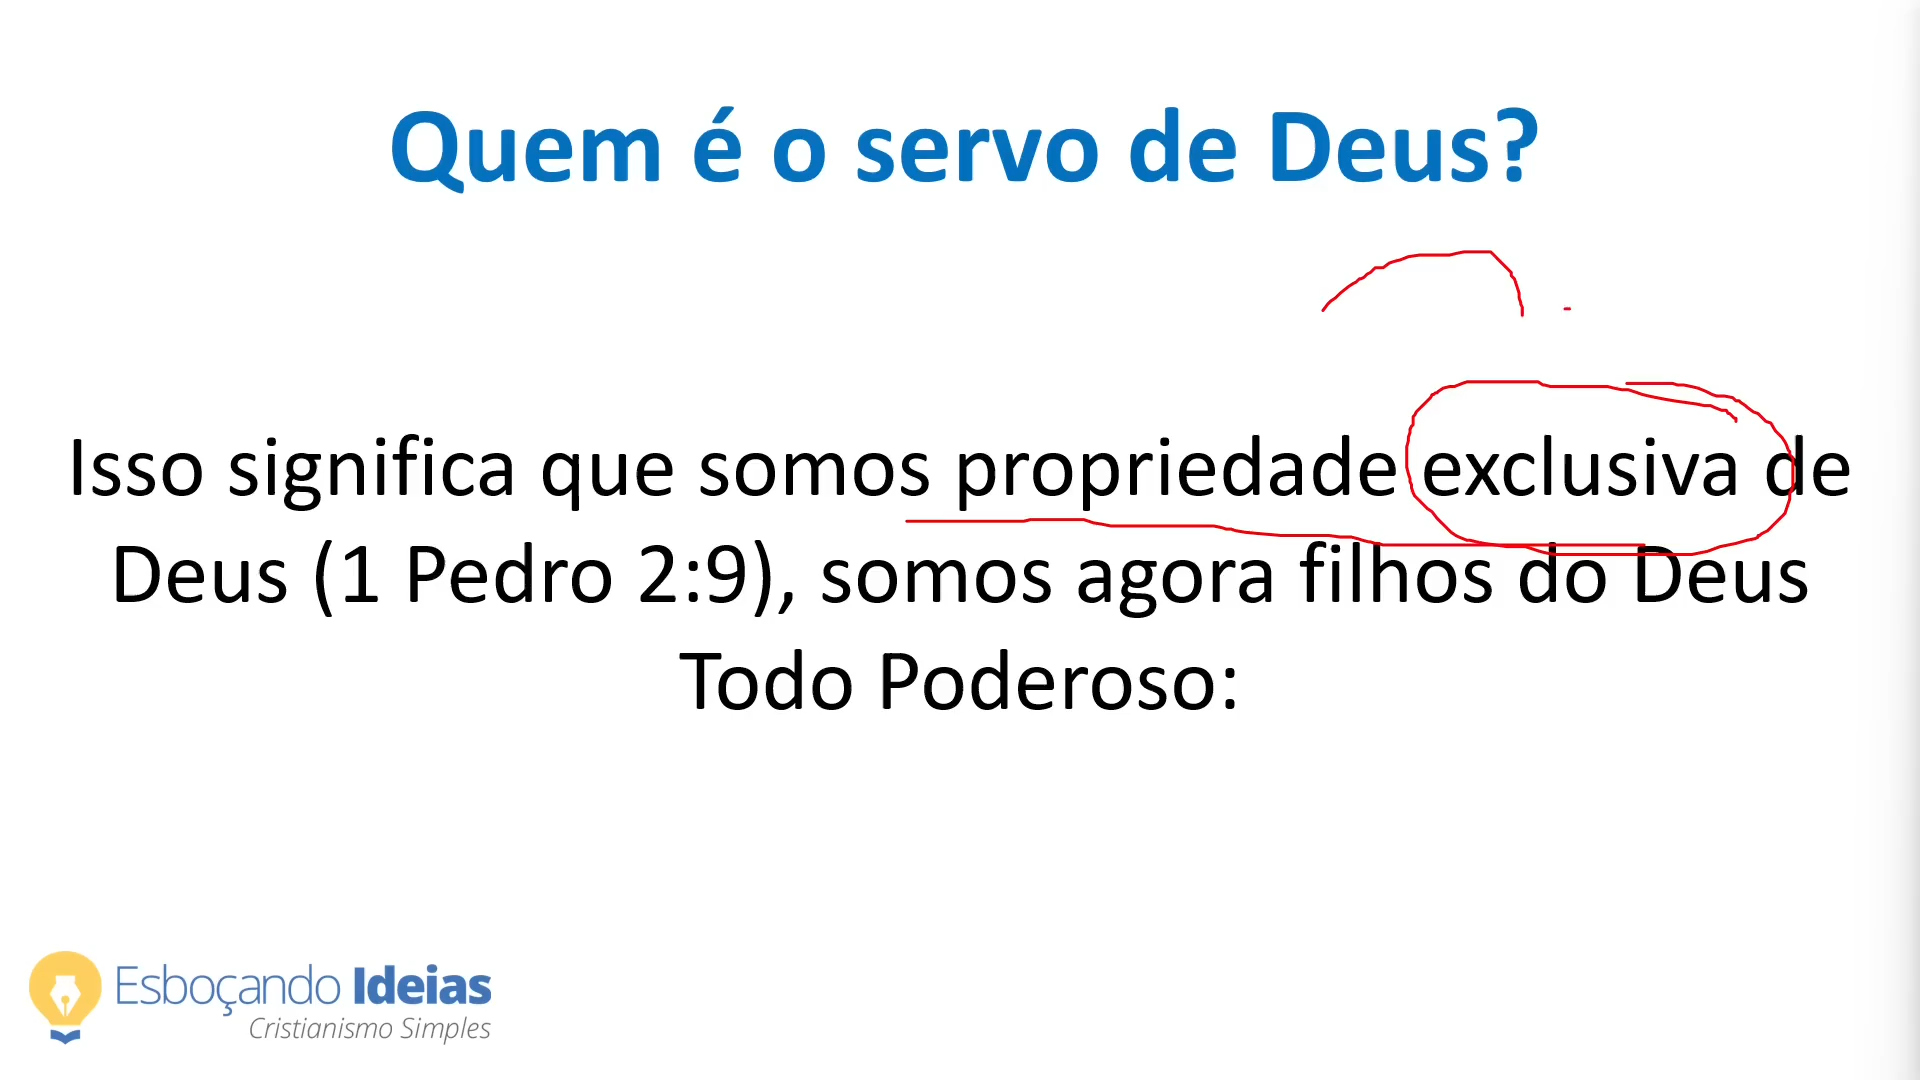 Quem é o servo de Deus?
Isso significa que somos propriedade exclusiva de
Deus (1 Pedro 2:9), somos agora filhos do Deus
Todo Poderoso:
Esboçando Ideias
Cristianismo Simples